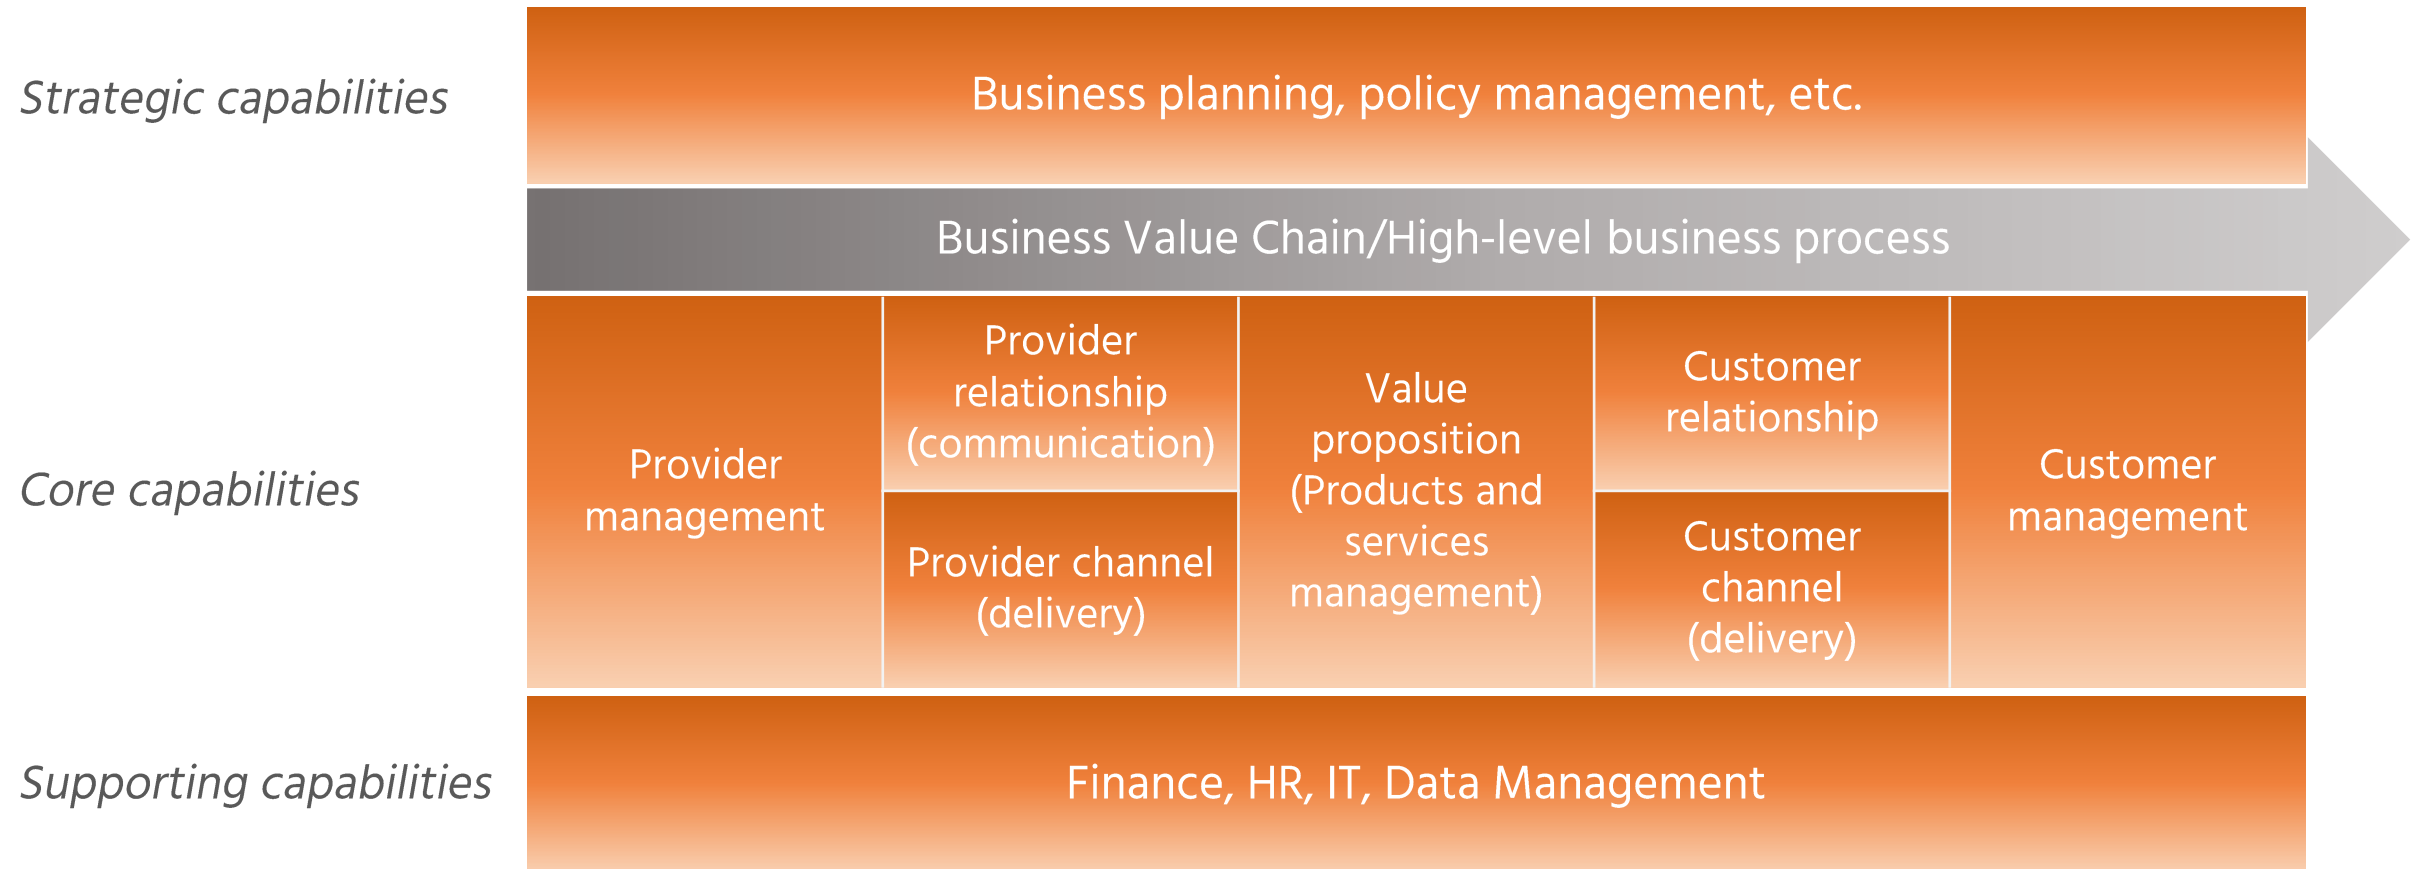 Strategic capabilities
Business planning, policy management, etc.
Business Value Chain/High-level business process
Core capabilities
Provider
management
Provider
relationship
(communication)
Provider channel
(delivery)
Value
proposition
(Products and
services
management)
Customer
relationship
Customer
channel
(delivery)
Customer
management
Supporting capabilities
Finance, HR, IT, Data Management